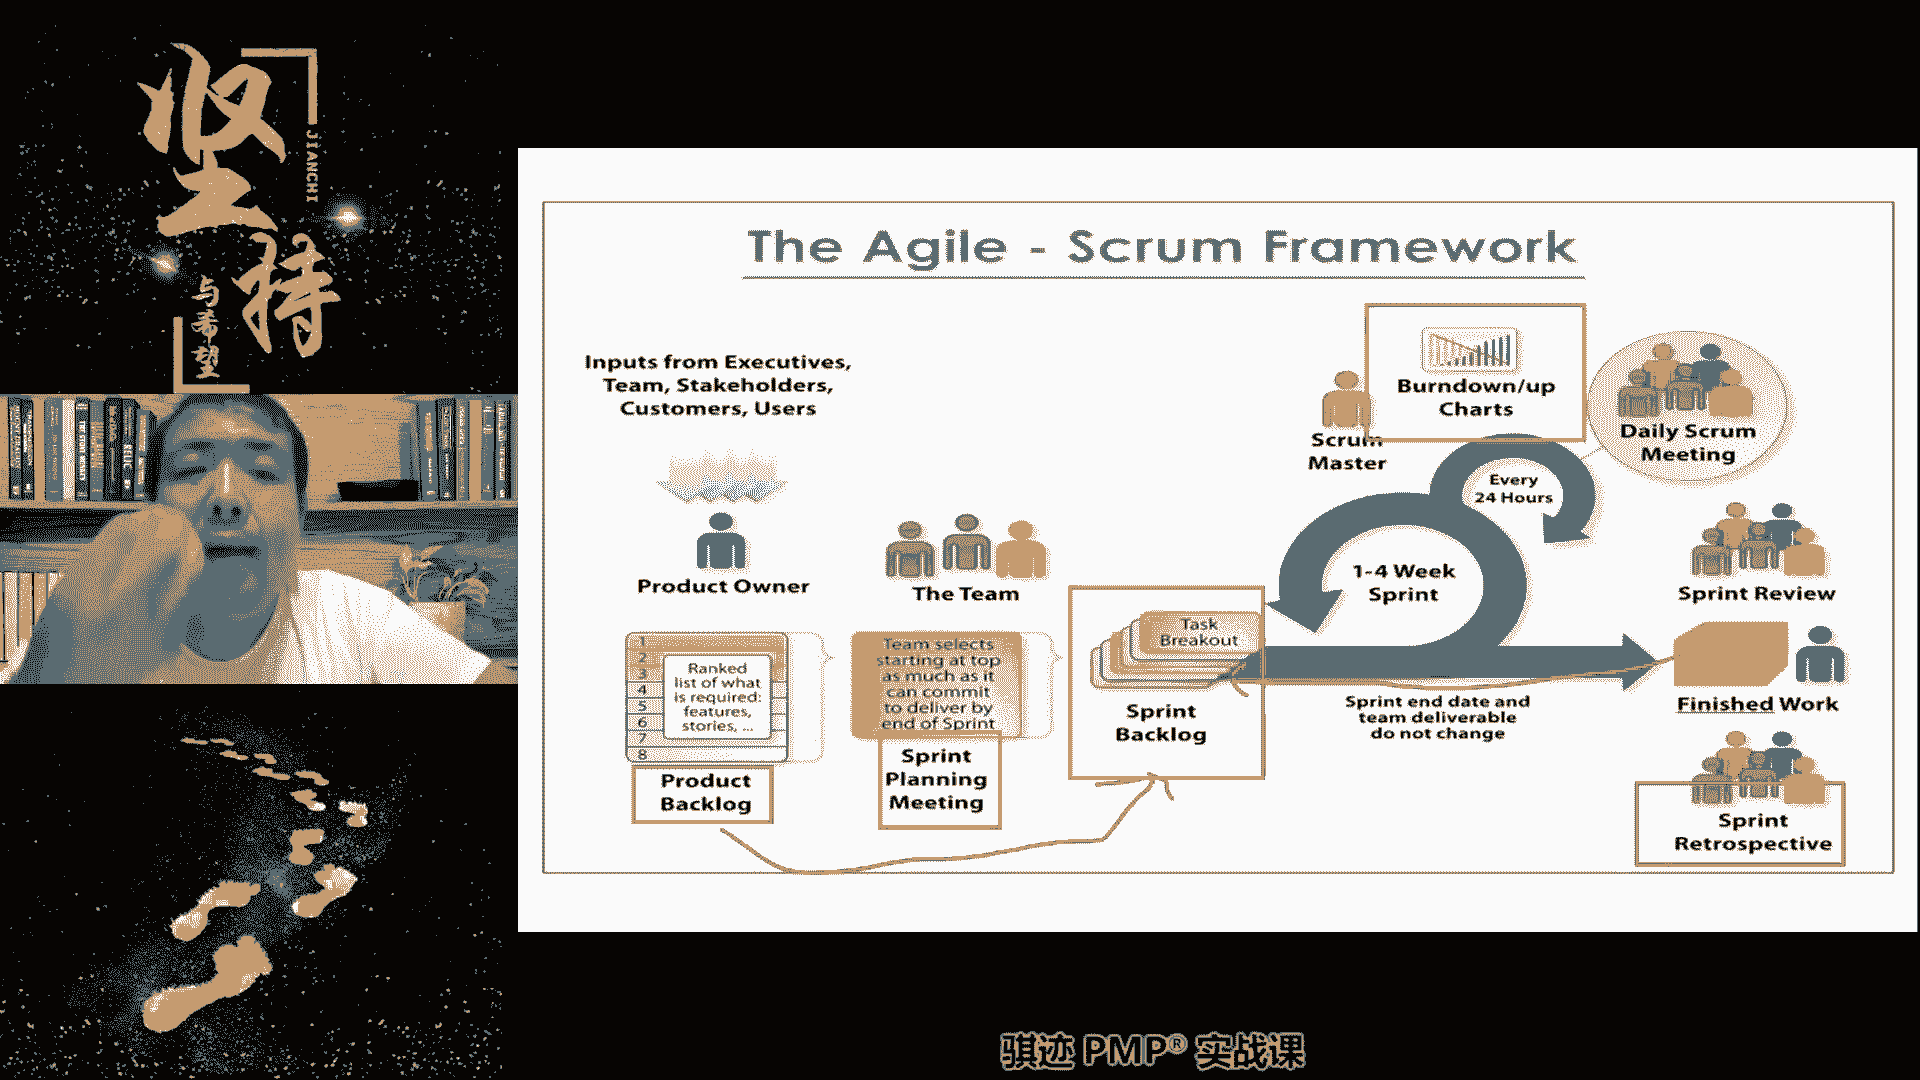 坚持
JIANCHI
与希望
The Agile - Scrum Framework
Inputs from Executives,
Team, Stakeholders,
Customers, Users
Product Owner
The Team
1
2
3
4
5
6
7
8
Ranked
list of what
is required:
features,
stories, ...
Product
Backlog
Team selects
starting at top
as much as it
can commit
to deliver by
end of Sprint
Sprint
Planning
Meeting
Task
Breakout
Sprint
Backlog
Scrum
Master
Burndown/up
Charts
Every
24 Hours
Daily Scrum
Meeting
1-4 Week
Sprint
Sprint end date and
team deliverable
do not change
Sprint Review
Finished Work
Sprint
Retrospective
骐迹 PMP® 实战课